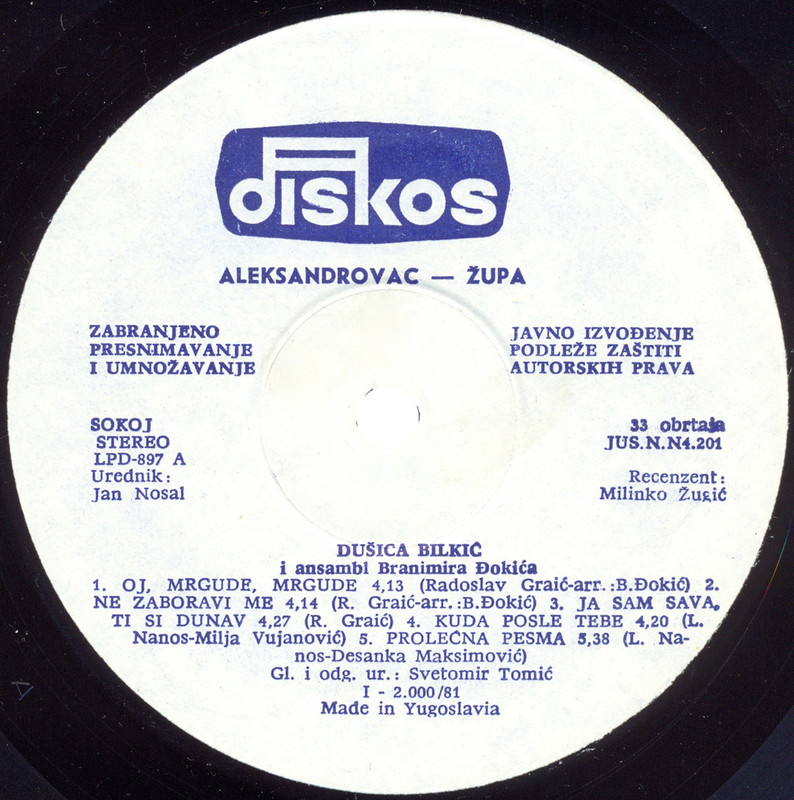 diskos
ALEKSANDROVAC — ŽUPA
ZABRANJENO
PRESNIMAVANJE
I UMNOŽAVANJE
JAVNO IZVOĐENJE
PODLEŽE ZAŠTITI
AUTORSKIH PRAVA
SOKOJ
STEREO
LPD-897 A
Urednik:
Jan Nosal
33 obrtaja
JUS.N.N4.201
Recenzent:
Milinko Žugić
DUŠICA BILKIĆ
i ansambl Branimira Đokića
1. OJ, MRGUDE, MRGUDE 4,13 (Radoslav Graić-arr.:B.Đokić) 2.
NE ZABORAVI ME 4,14 (R. Graić-arr.:B.Đokić) 3. JA SAM SAVA,
TI SI DUNAV 4,27 (R. Graić) 4. KUDA POSLE TEBE 4,20 (L.
Nanos-Milja Vujanović) 5. PROLEĆNA PESMA 5,38 (L. Na-
nos-Desanka Maksimović)
Gl. i odg. ur.: Svetomir Tomić
I - 2.000/81
Made in Yugoslavia